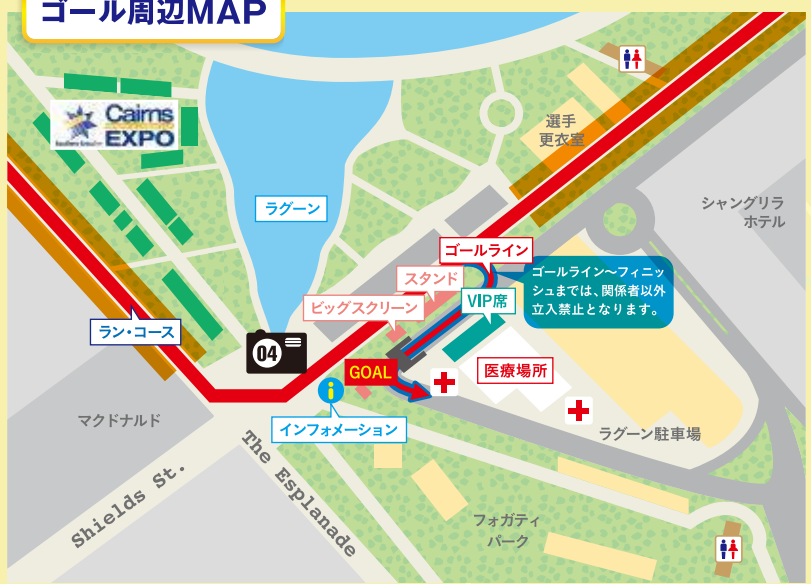 ゴール周辺MAP
Cairns
EXPO
選手
更衣室
シャングリラ
ホテル
ラグーン
ゴールライン
スタンド
ゴールライン〜フィニッ
シュまでは、関係者以外
立入禁止となります。
VIP席
ビッグスクリーン
ラン・コース
04
GOAL
医療場所
マクドナルド
インフォメーション
ラグーン駐車場
Shields St.
The Esplanade
フォガティ
パーク